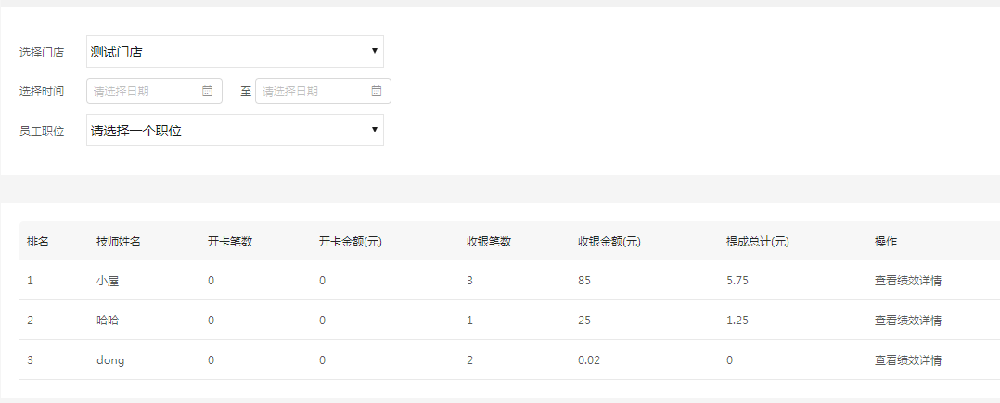 选择门店 测试门店
选择时间 请选择日期 至 请选择日期
员工职位 请选择一个职位
排名 技师姓名 开卡笔数 开卡金额(元) 收银笔数 收银金额(元) 提成总计(元) 操作
1 小屋 0 0 3 85 5.75 查看绩效详情
2 哈哈 0 0 1 25 1.25 查看绩效详情
3 dong 0 0 2 0.02 0 查看绩效详情